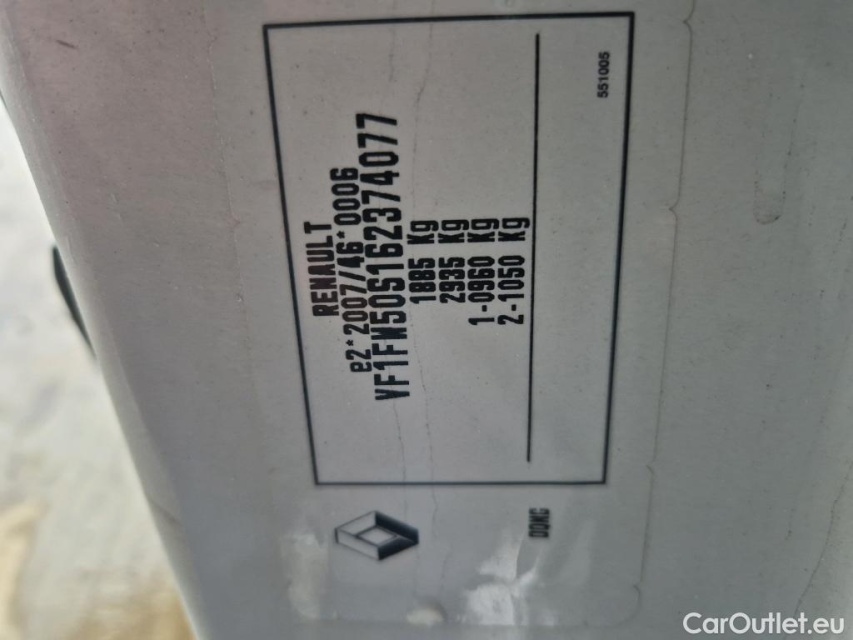 RENAULT
e2*2007/46*0006
VF1FW50S162374077
1885 Kg
2935 Kg
1-0960 Kg
2-1050 Kg
551005
CarOutlet.eu